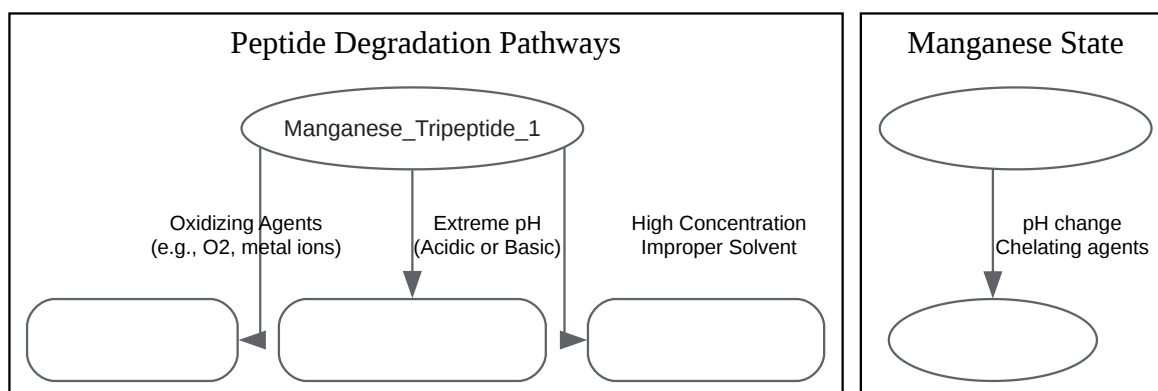 Peptide Degradation Pathways
Manganese_Tripeptide_1
Oxidizing Agents
(e.g., O2, metal ions)
Extreme pH
(Acidic or Basic)
High Concentration
Improper Solvent
Manganese State
pH change
Chelating agents